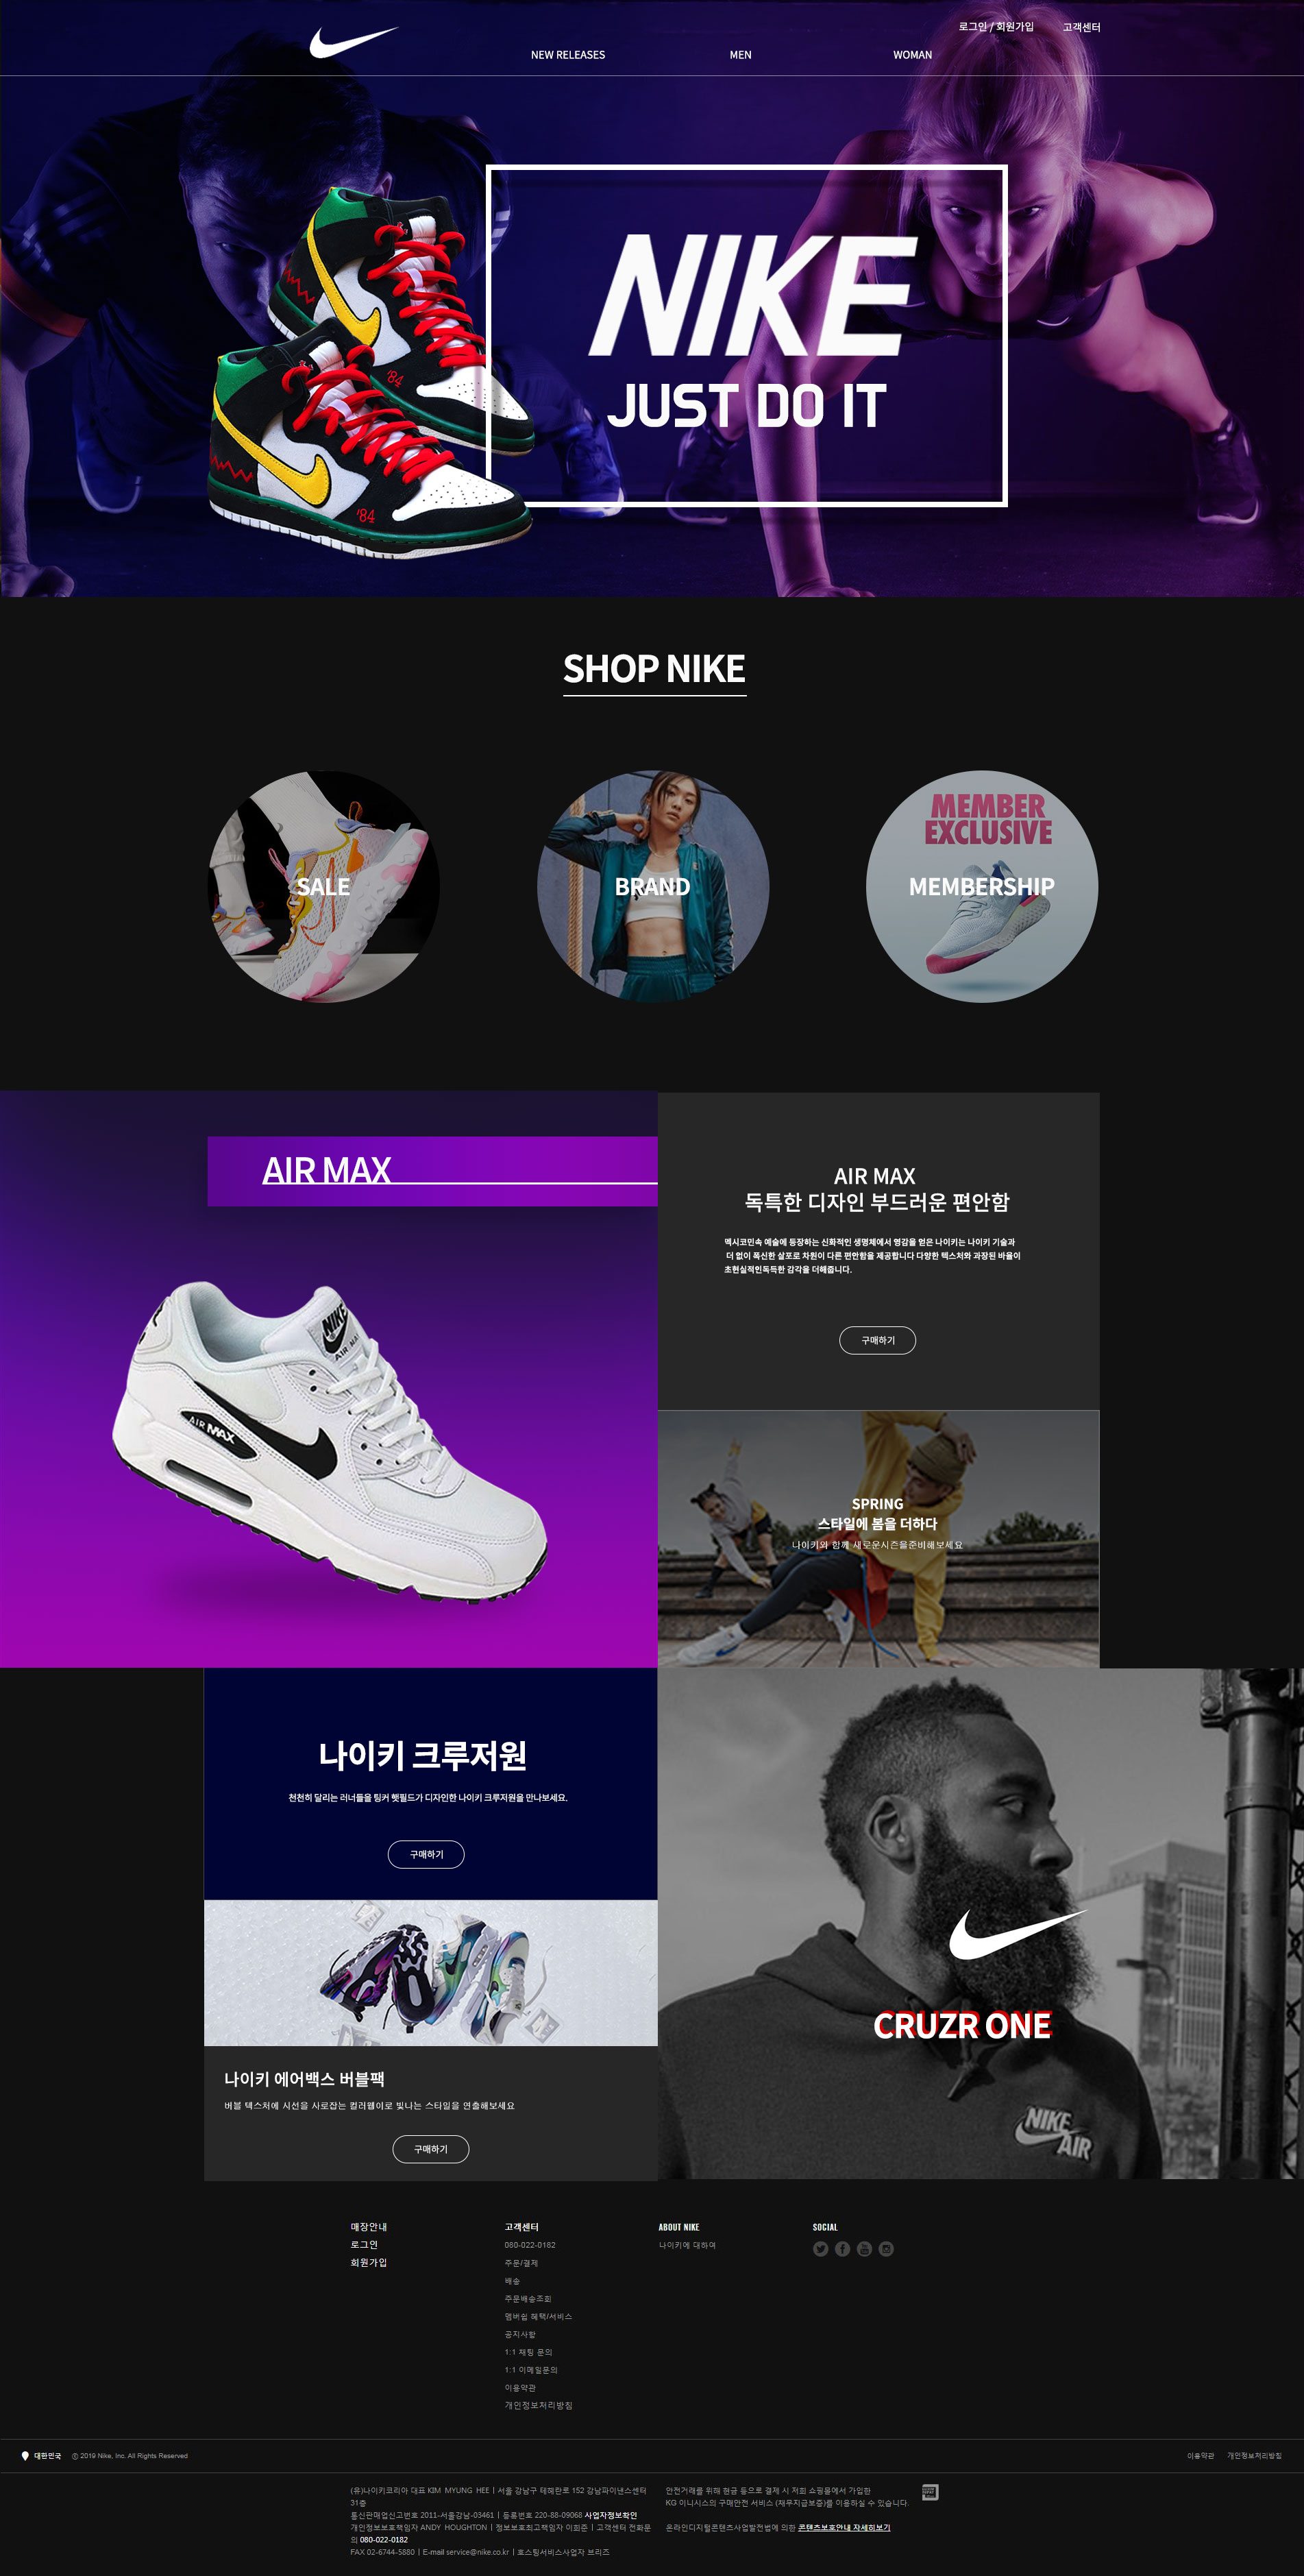 로그인 / 회원가입
고객센터
NEW RELEASES
MEN
WOMAN
NIKE
JUST DO IT
'84
'84
SHOP NIKE
SALE
BRAND
MEMBER
EXCLUSIVE
MEMBERSHIP
AIR MAX
NIKE
AIR MAX
AIR MAX
AIR MAX
독특한 디자인 부드러운 편안함
멕시코민속 예술에 등장하는 신화적인 생명체에서 영감을 얻은 나이키는 나이키 기술과
더 없이 푹신한 살포로 차원이 다른 편안함을 제공합니다 다양한 텍스처와 과장된 바율이
초현실적인독득한 감각을 더해줍니다.
구매하기
SPRING
스타일에 봄을 더하다
나이키와 함께 새로운시즌을준비해보세요
나이키 크루저원
천천히 달리는 러너들을 팅커 햇필드가 디자인한 나이키 크루저원을 만나보세요.
구매하기
CRUZR ONE
NIKE
AIR
나이키 에어백스 버블팩
버블 텍스처에 시선을 사로잡는 컬러웨이로 빛나는 스타일을 연출해보세요
구매하기
매장안내
로그인
회원가입
고객센터
080-022-0182
주문/결제
배송
주문배송조회
멤버쉽 혜택/서비스
공지사항
1:1 채팅 문의
1:1 이메일문의
이용약관
개인정보처리방침
ABOUT NIKE
나이키에 대하여
SOCIAL
대한민국 ⓒ 2019 Nike, Inc. All Rights Reserved
이용약관 개인정보처리방침
(유)나이키코리아 대표 KIM MYUNG HEE | 서울 강남구 테헤란로 152 강남파이낸스센터
31층
통신판매업신고번호 2011-서울강남-03461 | 등록번호 220-88-09068 사업자정보확인
개인정보보호책임자 ANDY HOUGHTON | 정보보호최고책임자 이희준 | 고객센터 전화문
의 080-022-0182
FAX 02-6744-5880 | E-mail service@nike.co.kr | 호스팅서비스사업자 브리즈
안전거래를 위해 현금 등으로 결제 시 저희 쇼핑몰에서 가입한
KG 이니시스의 구매안전 서비스 (채무지급보증)를 이용하실 수 있습니다.
온라인디지털콘텐츠사업발전법에 의한 콘텐츠보호안내 자세히보기